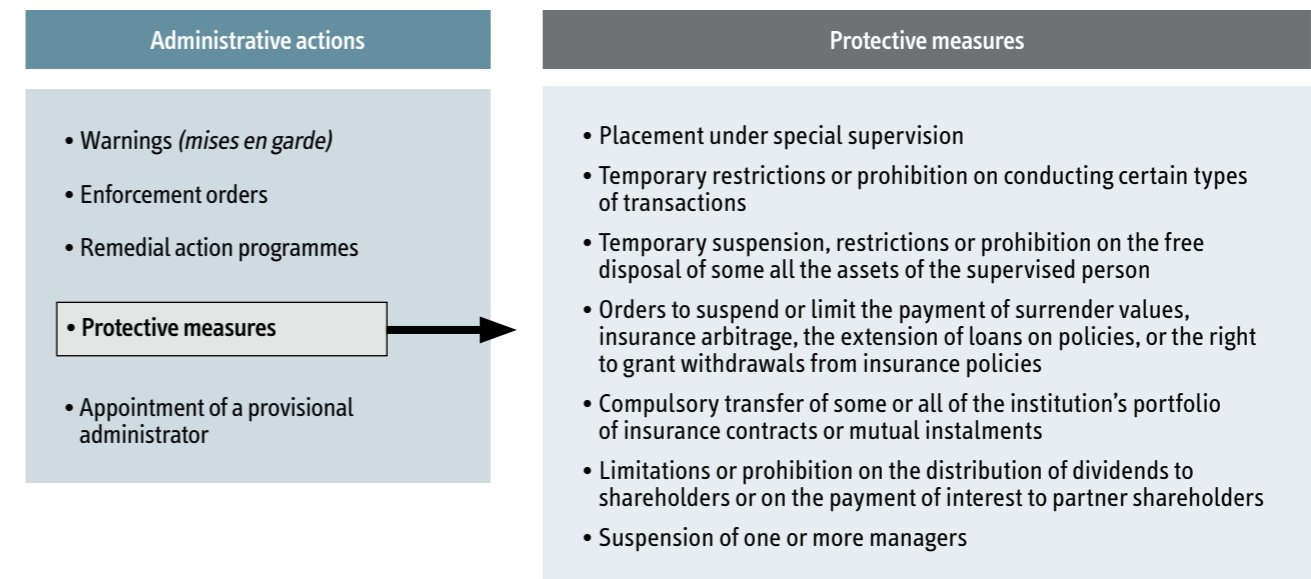 Administrative actions
• Warnings (mises en garde)
• Enforcement orders
• Remedial action programmes
• Protective measures
• Appointment of a provisional
administrator
Protective measures
• Placement under special supervision
• Temporary restrictions or prohibition on conducting certain types
of transactions
• Temporary suspension, restrictions or prohibition on the free
disposal of some all the assets of the supervised person
• Orders to suspend or limit the payment of surrender values,
insurance arbitrage, the extension of loans on policies, or the right
to grant withdrawals from insurance policies
• Compulsory transfer of some or all of the institution's portfolio
of insurance contracts or mutual instalments
• Limitations or prohibition on the distribution of dividends to
shareholders or on the payment of interest to partner shareholders
• Suspension of one or more managers